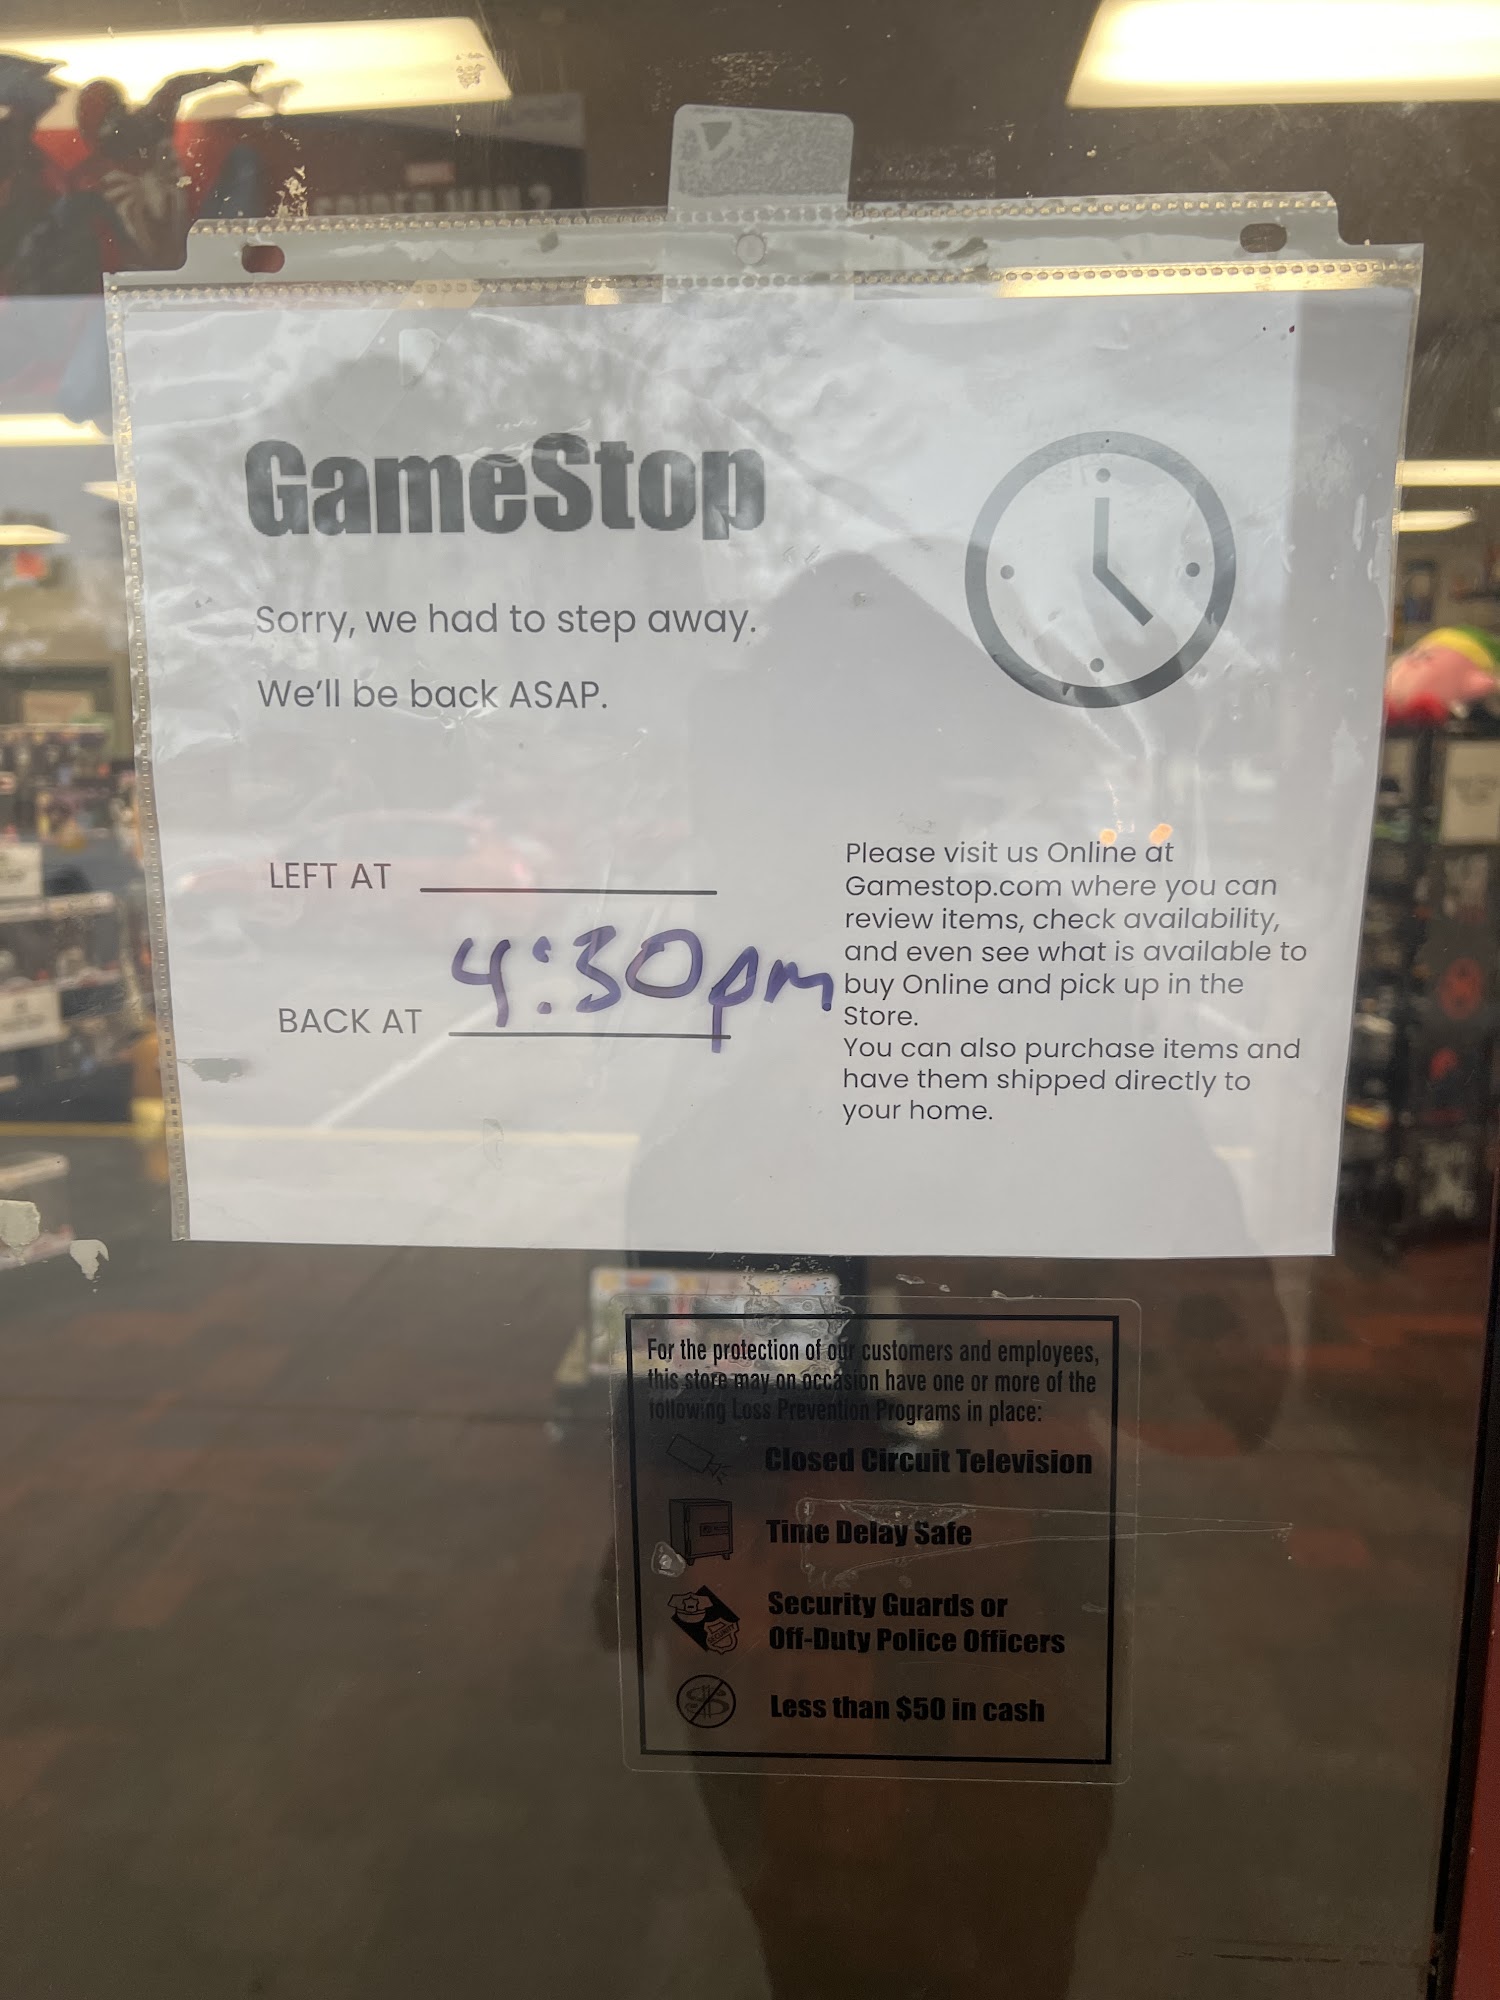 GameStop
Sorry, we had to step away.
We'll be back ASAP.
LEFT AT
BACK AT 4:30pm
Please visit us Online at
Gamestop.com where you can
review items, check availability,
and even see what is available to
buy Online and pick up in the
Store.
You can also purchase items and
have them shipped directly to
your home.
For the protection of our customers and employees,
this store may on occasion have one or more of the
following Loss Prevention Programs in place:
Closed Circuit Television
Time Delay Safe
SECURITY
Security Guards or
Off-Duty Police Officers
Less than $50 in cash